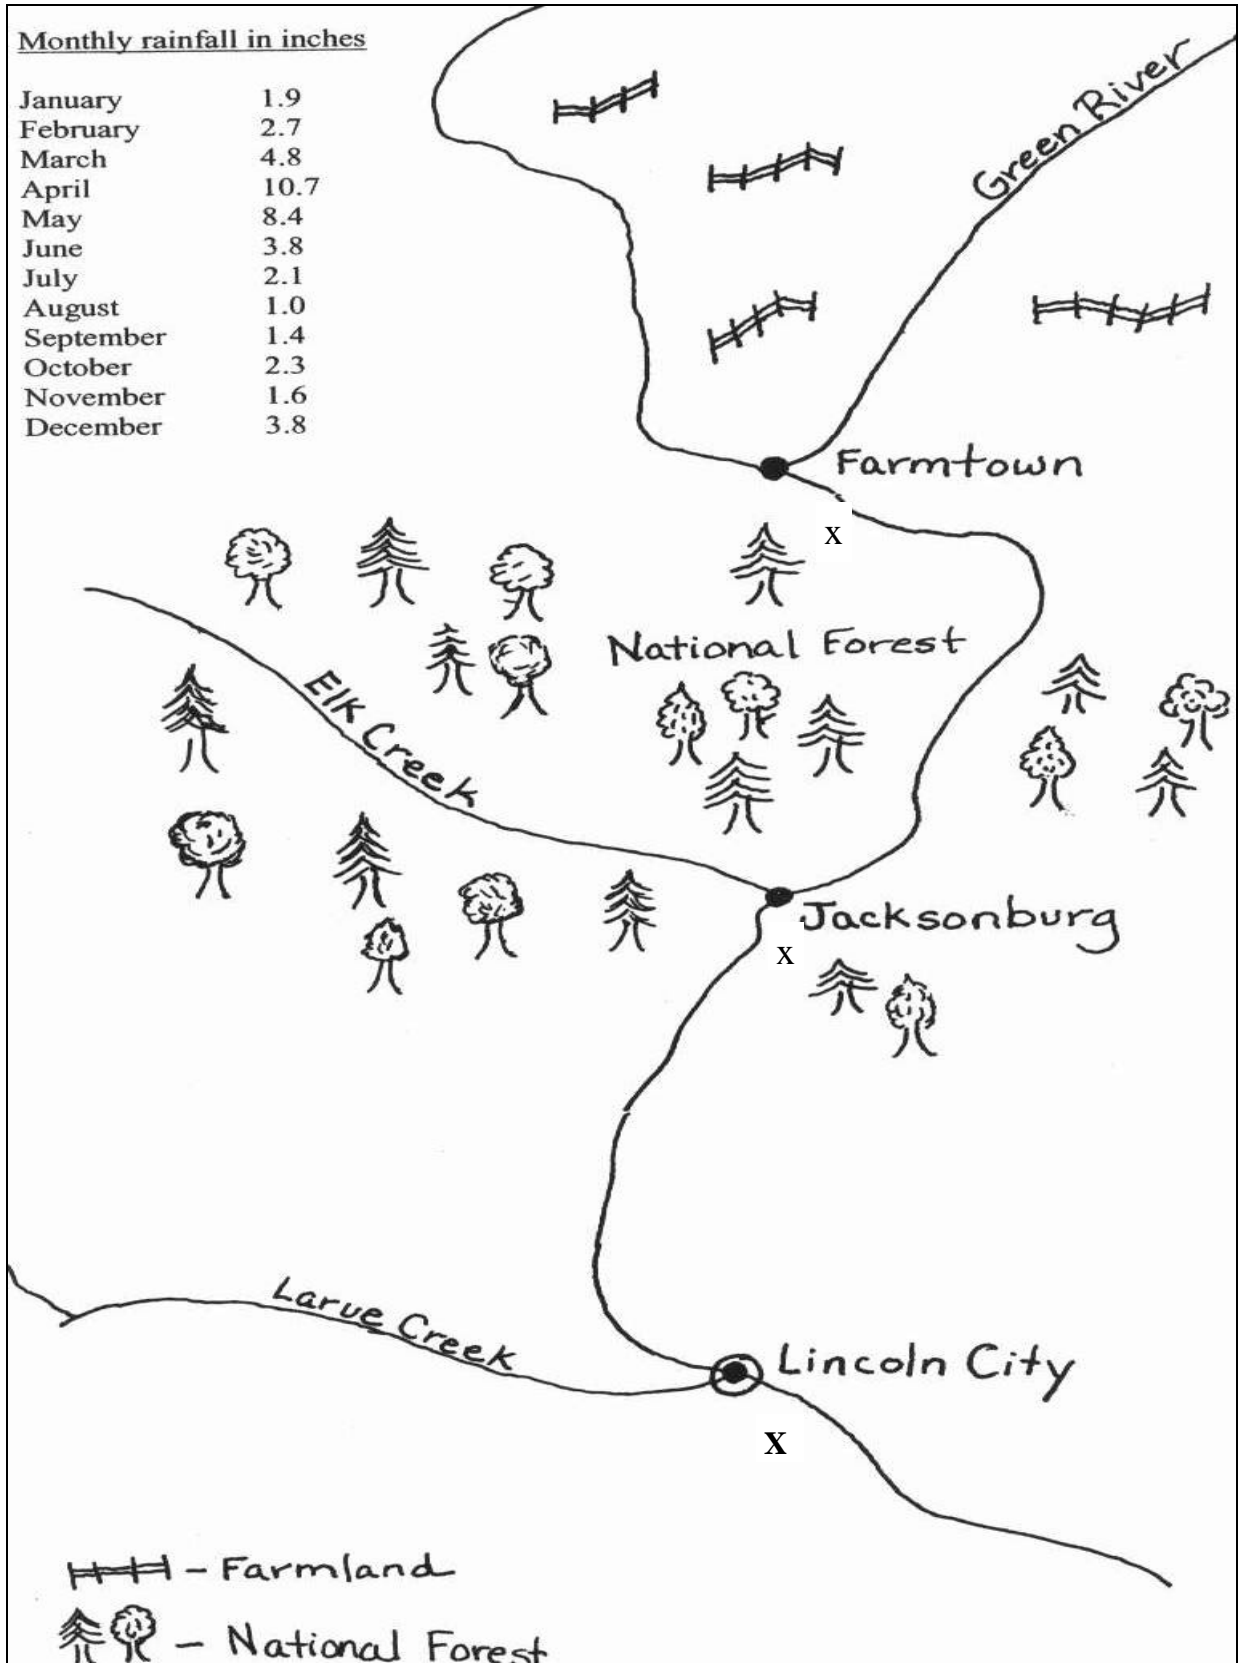 Monthly rainfall in inches
January 1.9
February 2.7
March 4.8
April 10.7
May 8.4
June 3.8
July 2.1
August 1.0
September 1.4
October 2.3
November 1.6
December 3.8
Green River
Farmtown
x
National Forest
Elk Creek
Jacksonburg
x
Larue Creek
Lincoln City
x
- Farmland
- National Forest